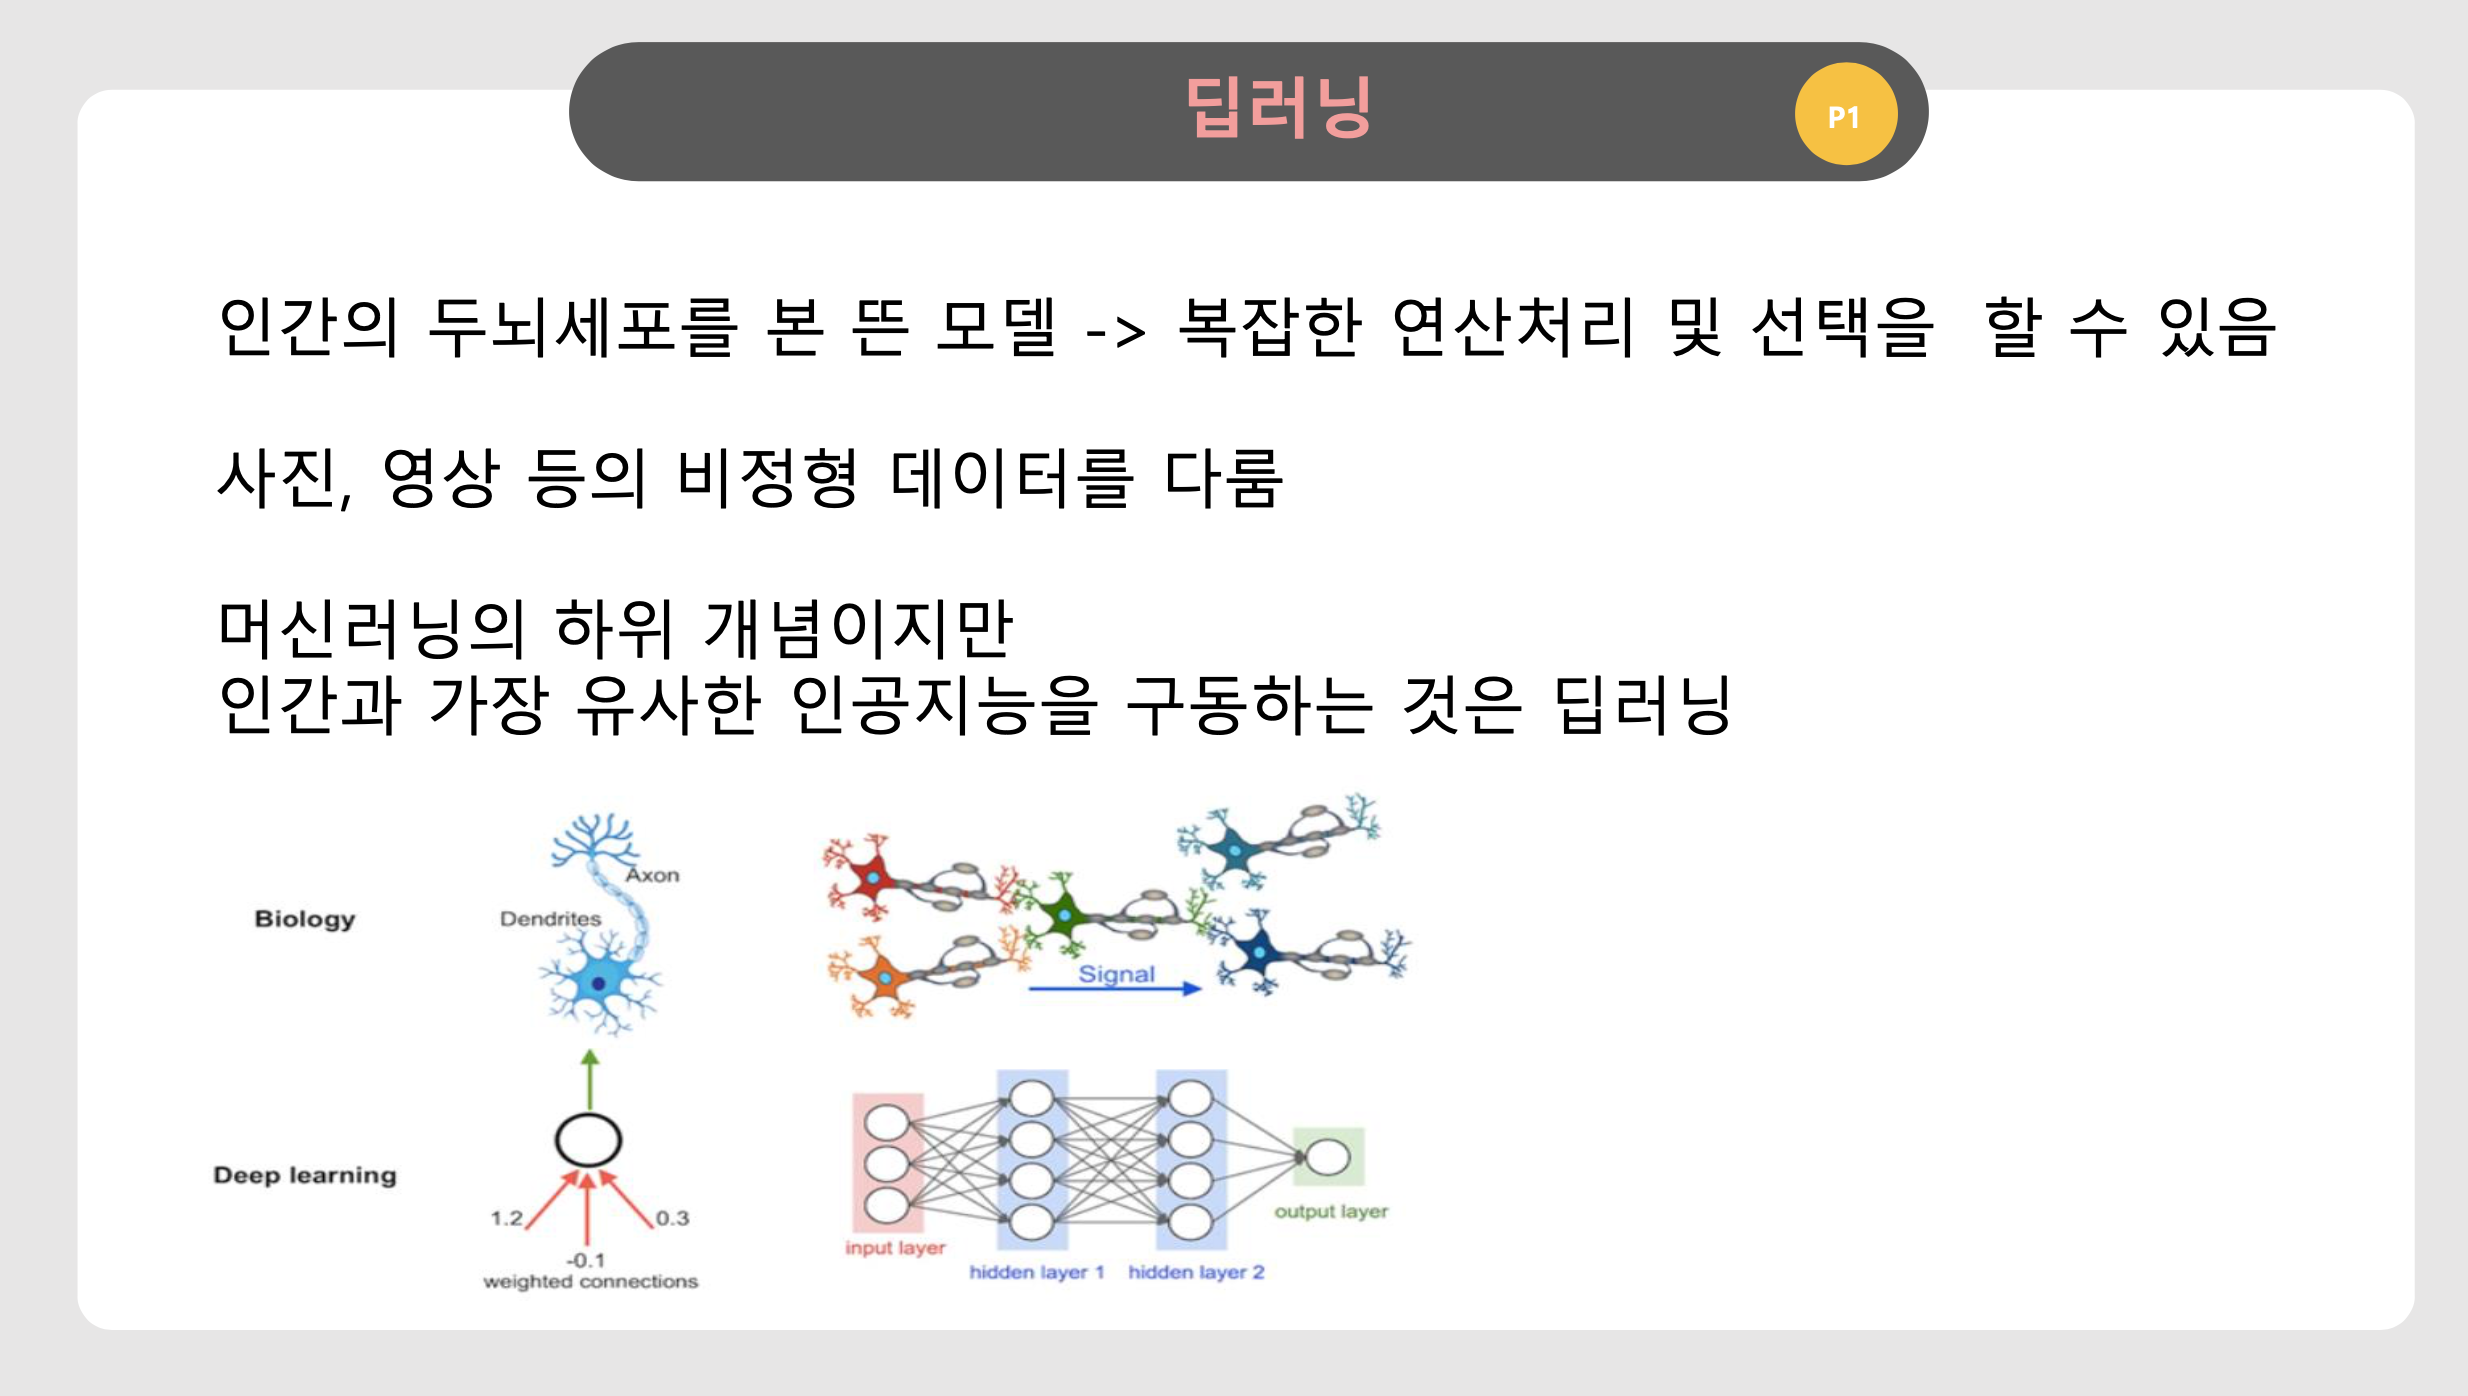 딥러닝
P1
인간의 두뇌세포를 본 뜬 모델 -> 복잡한 연산처리 및 선택을 할 수 있음
사진, 영상 등의 비정형 데이터를 다룸
머신러닝의 하위 개념이지만
인간과 가장 유사한 인공지능을 구동하는 것은 딥러닝
Axon
Biology
Dendrites
Signal
Deep learning
1.2
0.3
-0.1
weighted connections
input layer
hidden layer 1
hidden layer 2
output layer